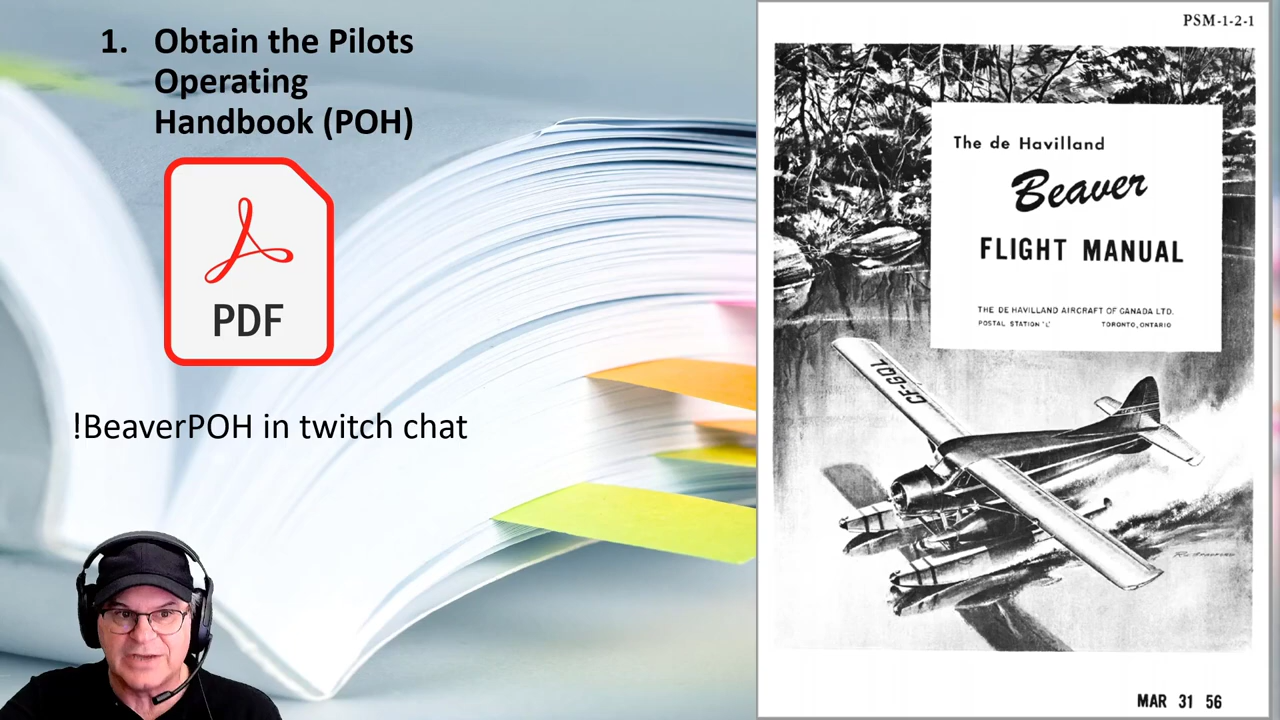 1. Obtain the Pilots
Operating
Handbook (POH)
PDF
!BeaverPOH in twitch chat
PSM-1-2-1
The de Havilland
Beaver
FLIGHT MANUAL
THE DE HAVILLAND AIRCRAFT OF CANADA LTD.
POSTAL STATION 'L' TORONTO, ONTARIO
CF-GQL
MAR 31 56